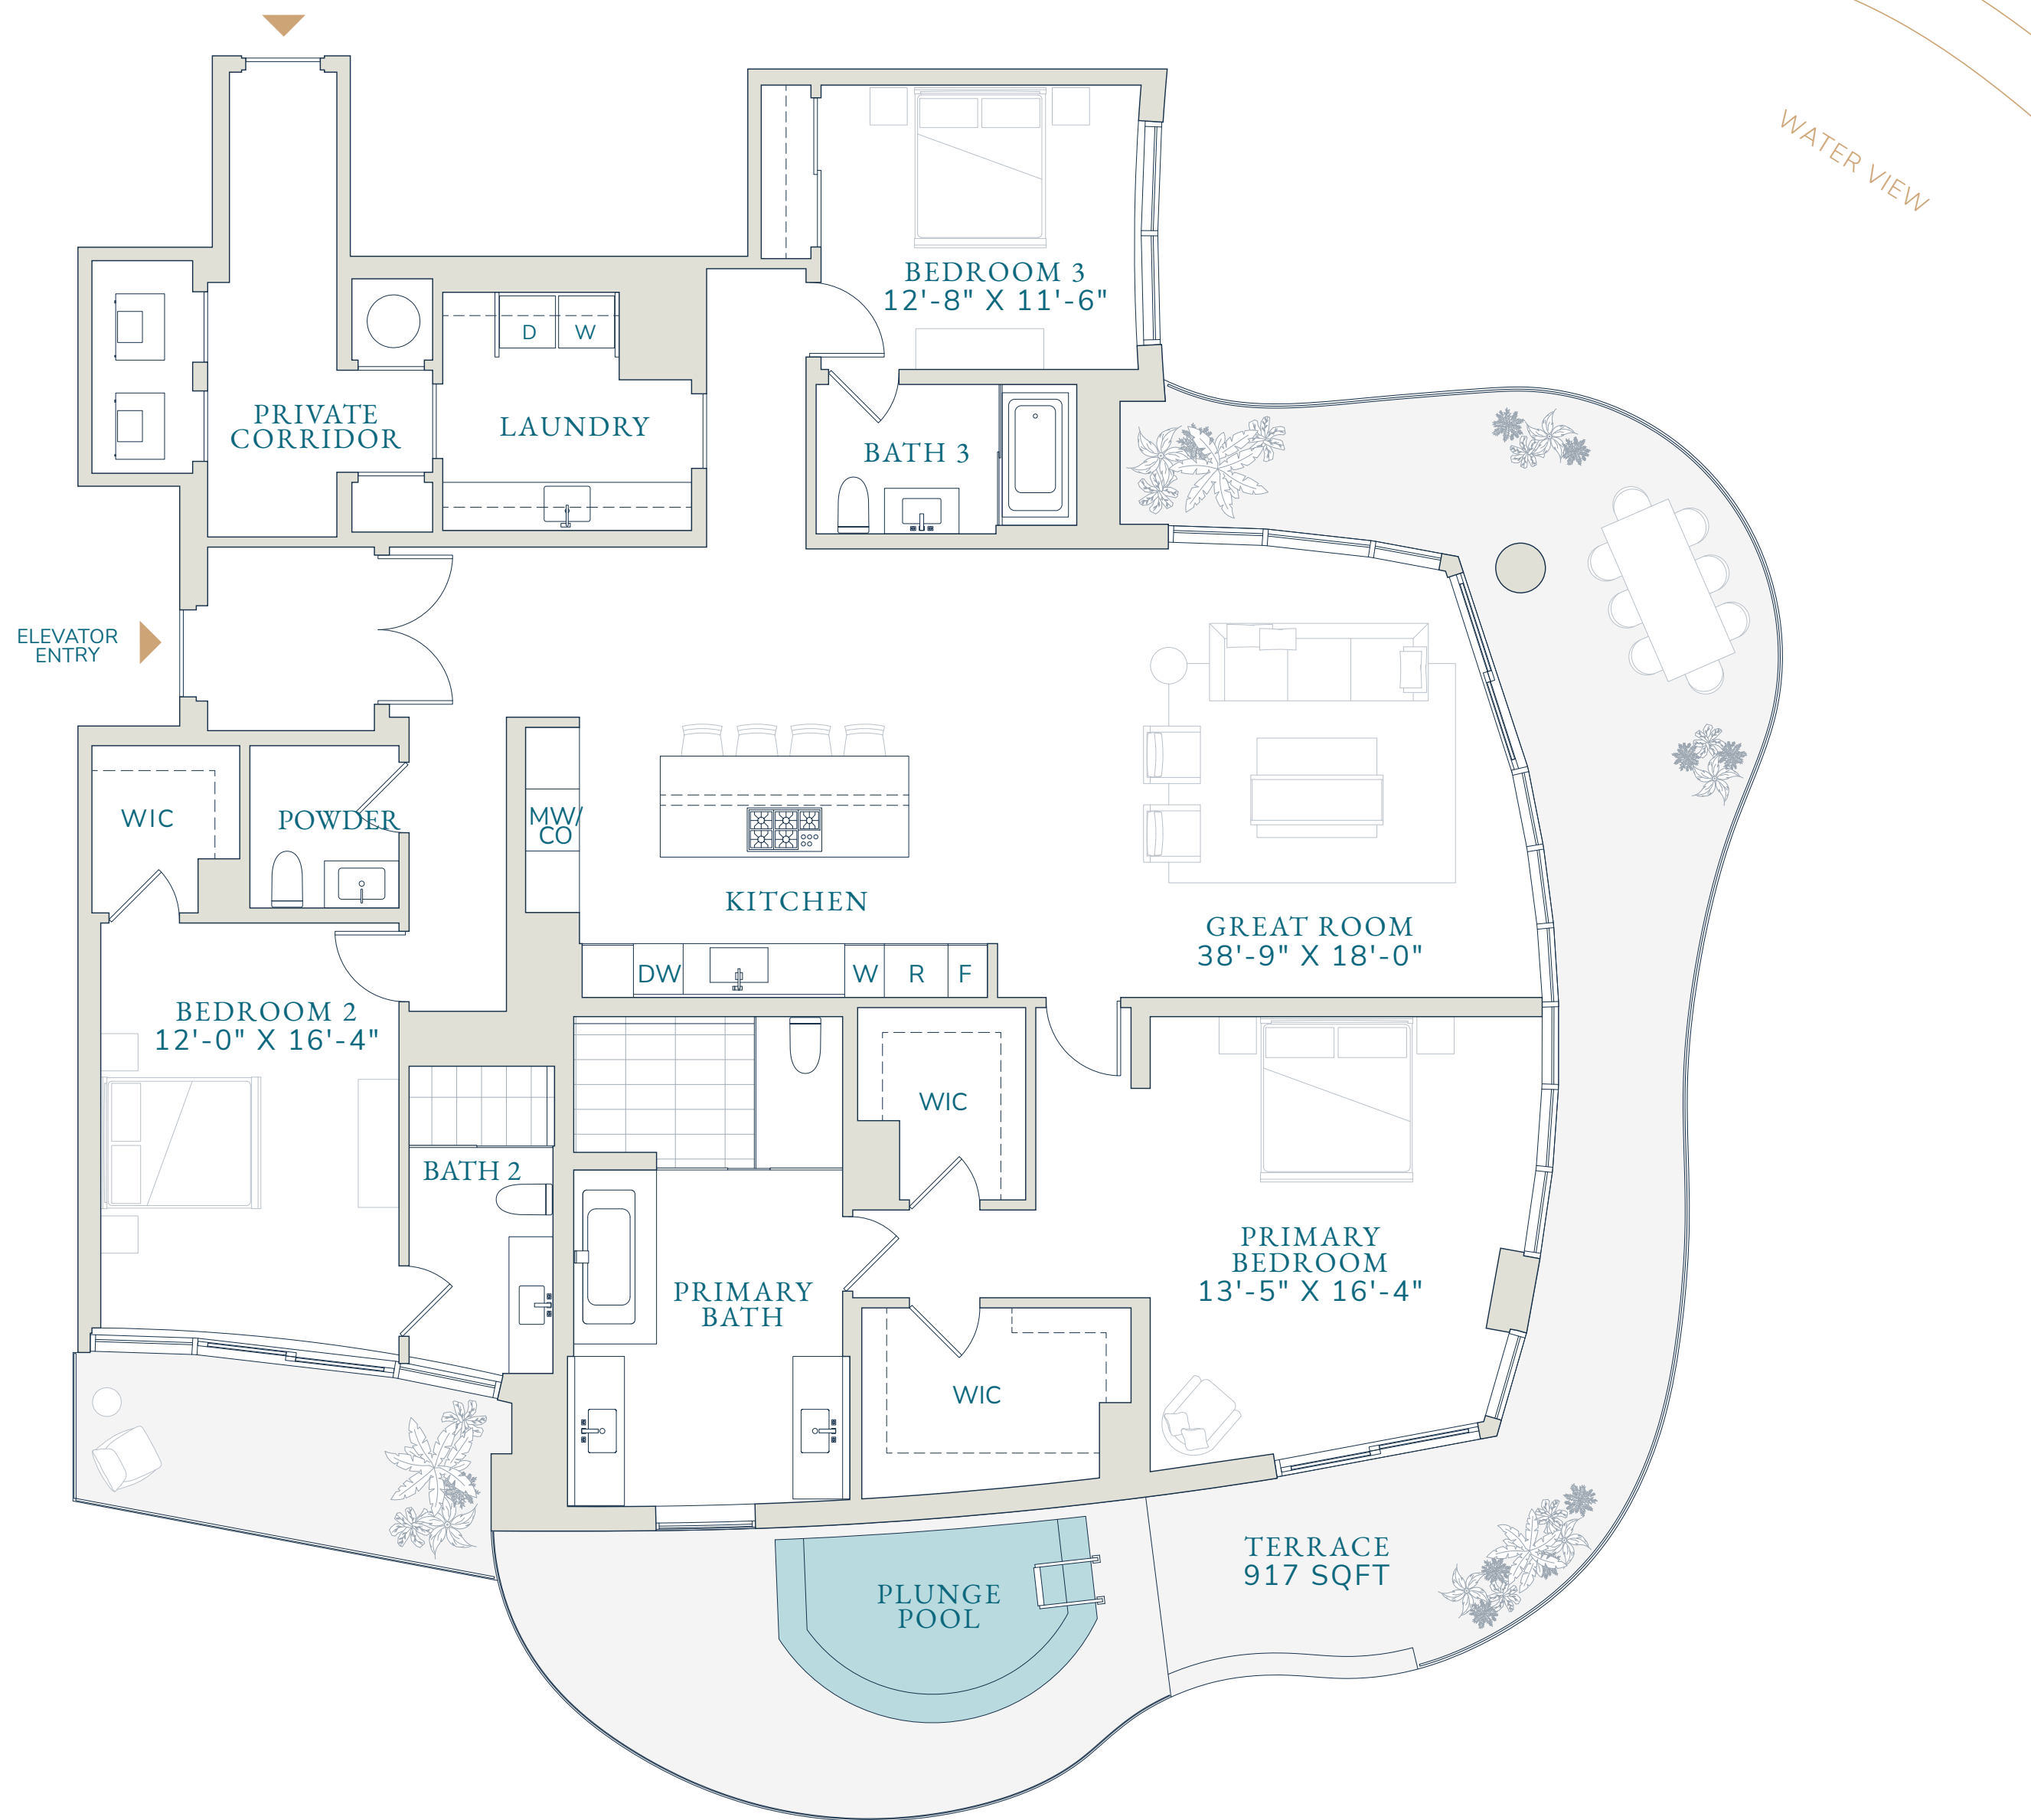 WATER VIEW
BEDROOM 3
12'-8" X 11'-6"
D
W
PRIVATE
CORRIDOR
LAUNDRY
BATH 3
ELEVATOR
ENTRY
WIC
POWDER
MW/
CO
KITCHEN
GREAT ROOM
38'-9" X 18'-0"
DW
W
R
F
BEDROOM 2
12'-0" X 16'-4"
WIC
BATH 2
PRIMARY
BATH
PRIMARY
BEDROOM
13'-5" X 16'-4"
WIC
TERRACE
917 SQFT
PLUNGE
POOL